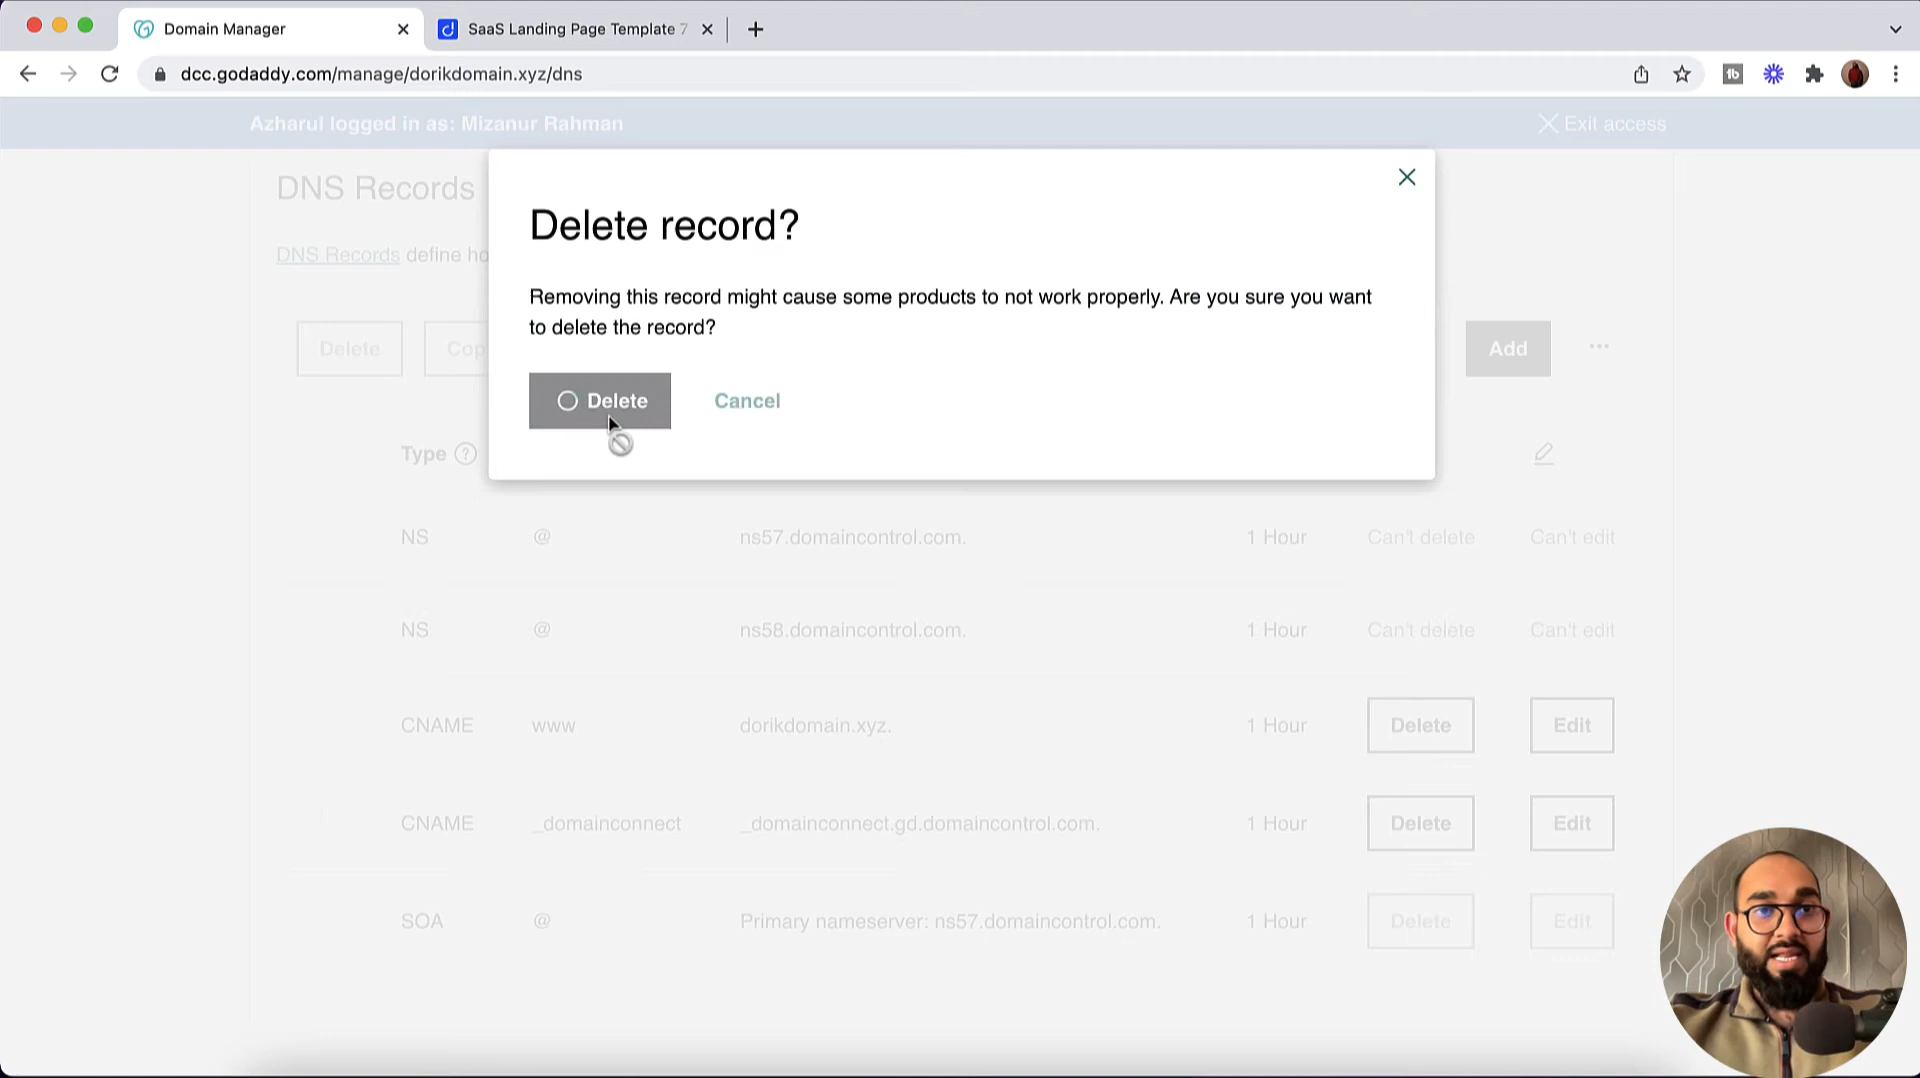 Domain Manager
SaaS Landing Page Template 7
dcc.godaddy.com/manage/dorikdomain.xyz/dns
Azharul logged in as: Mizanur Rahman
Exit access
DNS Records
Delete record?
DNS Records define ho
Removing this record might cause some products to not work properly. Are you sure you want
to delete the record?
Delete
Cop
Add
Delete
Cancel
Type
NS @ ns57.domaincontrol.com. 1 Hour Can't delete Can't edit
NS @ ns58.domaincontrol.com. 1 Hour Can't delete Can't edit
CNAME www dorikdomain.xyz. 1 Hour Delete Edit
CNAME _domainconnect _domainconnect.gd.domaincontrol.com. 1 Hour Delete Edit
SOA @ Primary nameserver: ns57.domaincontrol.com. 1 Hour Delete Edit